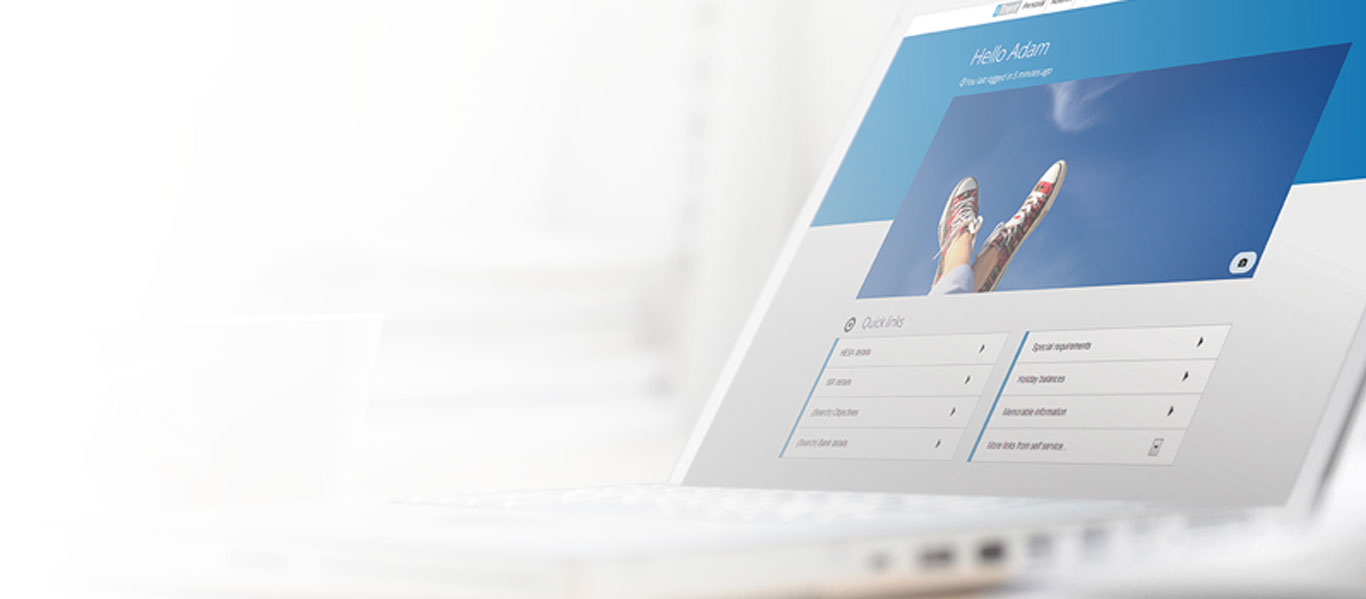 Personal
Hello Adam
You last logged in 5 minutes ago
Quick links
HESA details
SIR details
(Search) Objectives
(Search) Bank details
Special requirements
Holiday balances
Memorable information
More links from self service...